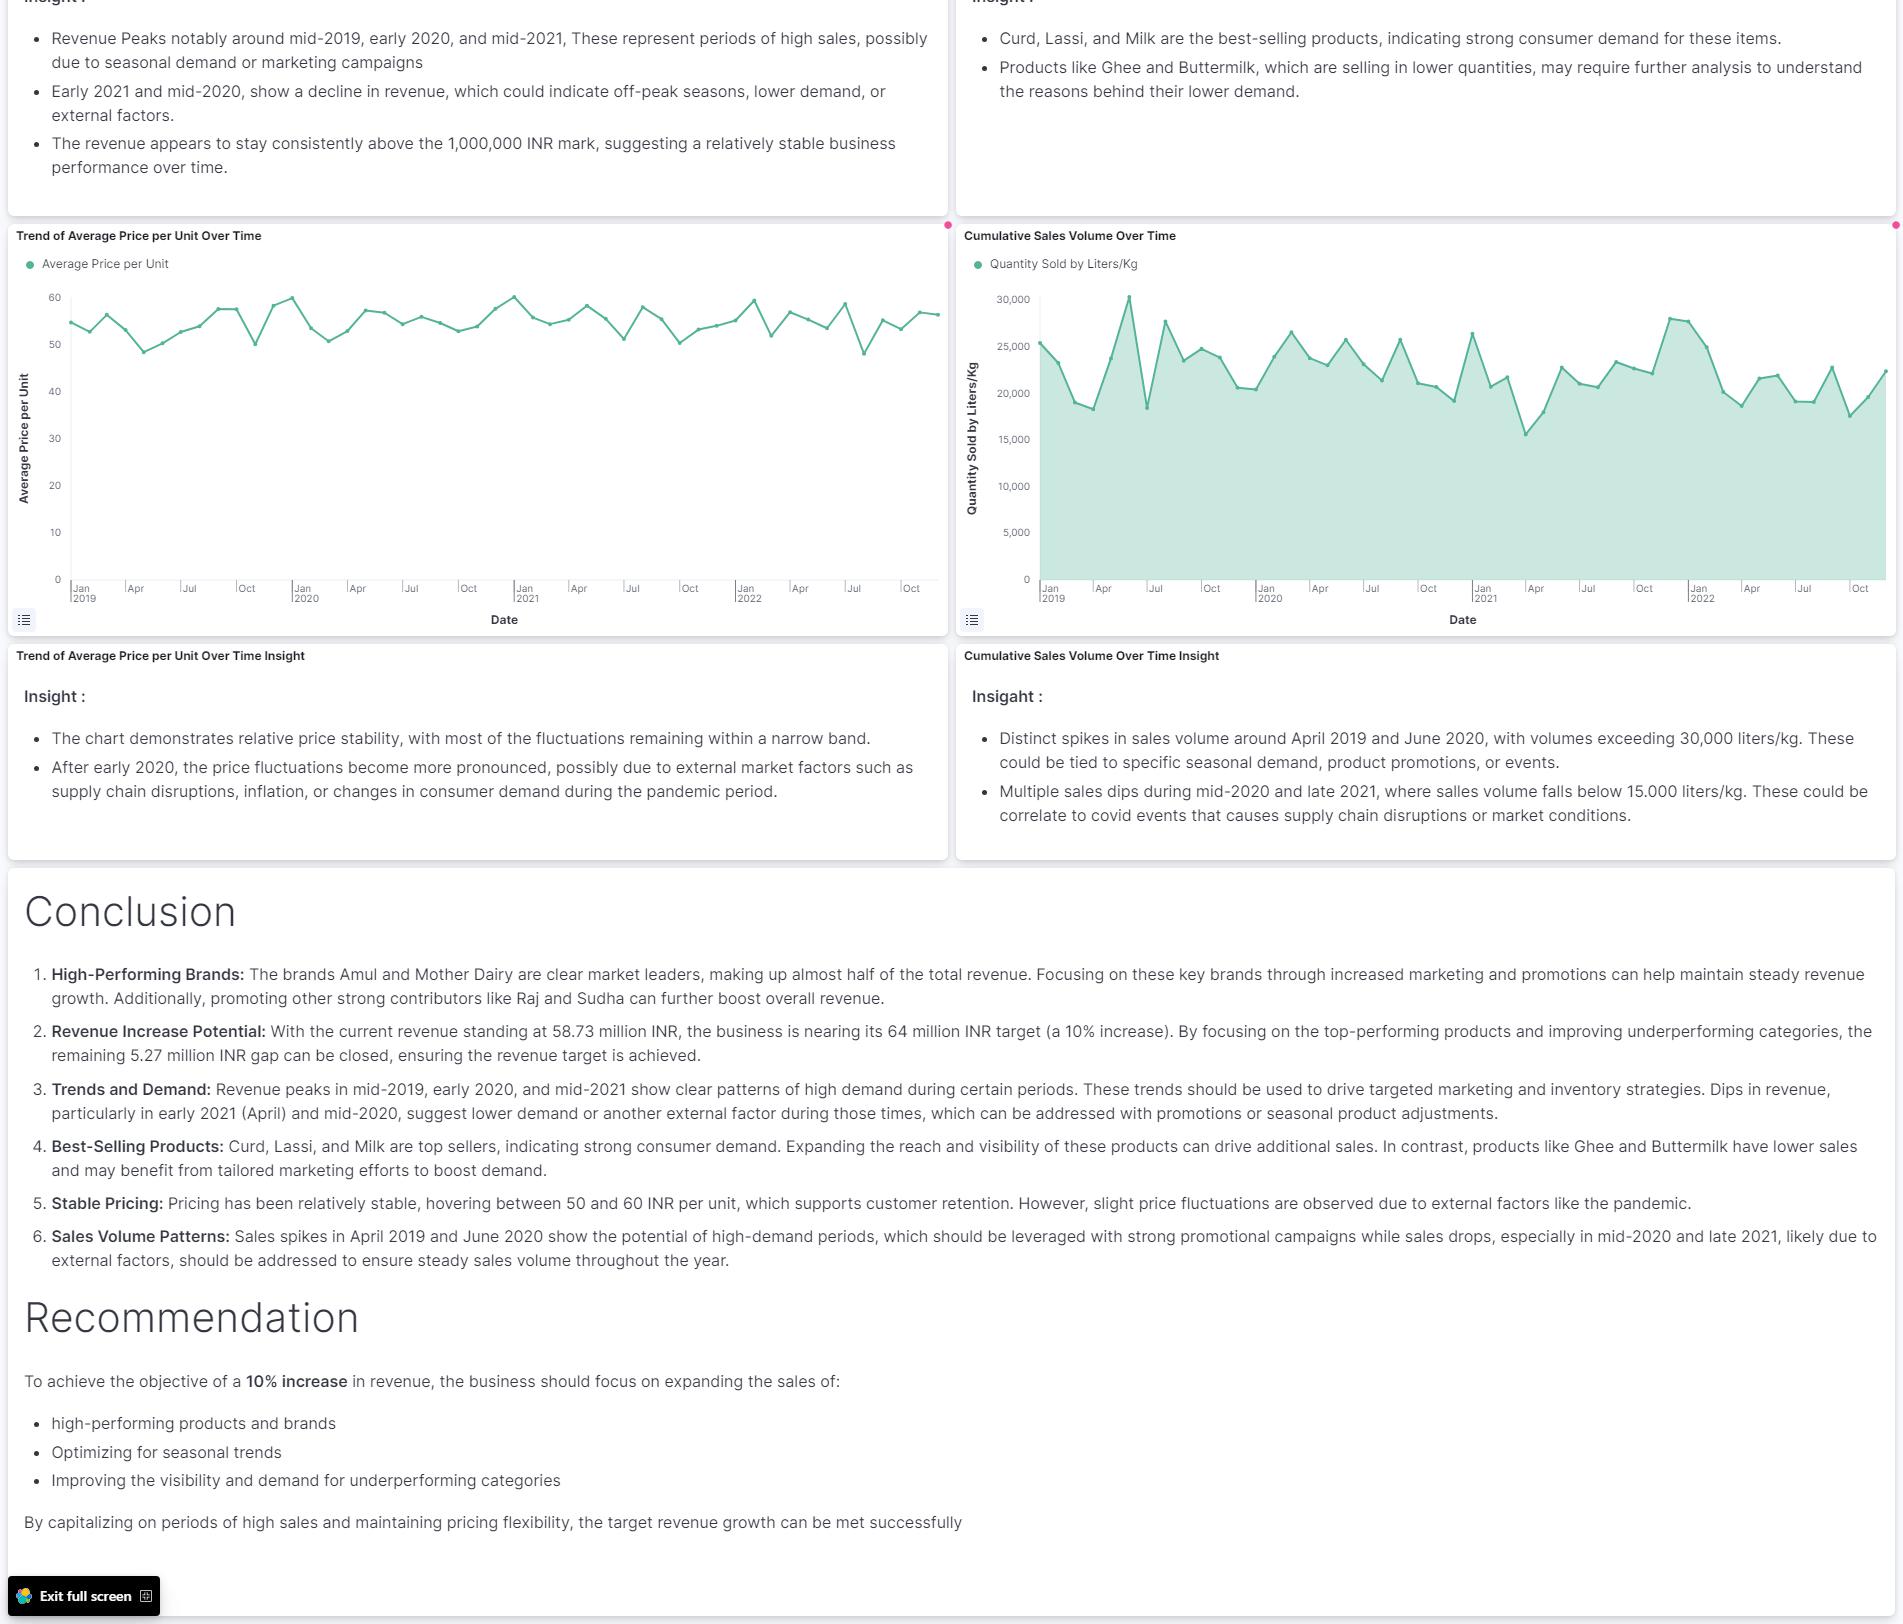 Insight :
Revenue Peaks notably around mid-2019, early 2020, and mid-2021, These represent periods of high sales, possibly
due to seasonal demand or marketing campaigns
Early 2021 and mid-2020, show a decline in revenue, which could indicate off-peak seasons, lower demand, or
external factors.
The revenue appears to stay consistently above the 1,000,000 INR mark, suggesting a relatively stable business
performance over time.
Insight :
Curd, Lassi, and Milk are the best-selling products, indicating strong consumer demand for these items.
Products like Ghee and Buttermilk, which are selling in lower quantities, may require further analysis to understand
the reasons behind their lower demand.
Trend of Average Price per Unit Over Time
Average Price per Unit
Average Price per Unit
60
50
40
30
20
10
0
Jan Apr Jul Oct Jan Apr Jul Oct Jan Apr Jul Oct Jan Apr Jul Oct
2019 2020 2021 2022
Date
Cumulative Sales Volume Over Time
Quantity Sold by Liters/Kg
Quantity Sold by Liters/Kg
30,000
25,000
20,000
15,000
10,000
5,000
0
Jan Apr Jul Oct Jan Apr Jul Oct Jan Apr Jul Oct Jan Apr Jul Oct
2019 2020 2021 2022
Date
Trend of Average Price per Unit Over Time Insight
Insight :
The chart demonstrates relative price stability, with most of the fluctuations remaining within a narrow band.
After early 2020, the price fluctuations become more pronounced, possibly due to external market factors such as
supply chain disruptions, inflation, or changes in consumer demand during the pandemic period.
Cumulative Sales Volume Over Time Insight
Insigaht :
Distinct spikes in sales volume around April 2019 and June 2020, with volumes exceeding 30,000 liters/kg. These
could be tied to specific seasonal demand, product promotions, or events.
Multiple sales dips during mid-2020 and late 2021, where salles volume falls below 15.000 liters/kg. These could be
correlate to covid events that causes supply chain disruptions or market conditions.
Conclusion
1. High-Performing Brands: The brands Amul and Mother Dairy are clear market leaders, making up almost half of the total revenue. Focusing on these key brands through increased marketing and promotions can help maintain steady revenue
growth. Additionally, promoting other strong contributors like Raj and Sudha can further boost overall revenue.
2. Revenue Increase Potential: With the current revenue standing at 58.73 million INR, the business is nearing its 64 million INR target (a 10% increase). By focusing on the top-performing products and improving underperforming categories, the
remaining 5.27 million INR gap can be closed, ensuring the revenue target is achieved.
3. Trends and Demand: Revenue peaks in mid-2019, early 2020, and mid-2021 show clear patterns of high demand during certain periods. These trends should be used to drive targeted marketing and inventory strategies. Dips in revenue,
particularly in early 2021 (April) and mid-2020, suggest lower demand or another external factor during those times, which can be addressed with promotions or seasonal product adjustments.
4. Best-Selling Products: Curd, Lassi, and Milk are top sellers, indicating strong consumer demand. Expanding the reach and visibility of these products can drive additional sales. In contrast, products like Ghee and Buttermilk have lower sales
and may benefit from tailored marketing efforts to boost demand.
5. Stable Pricing: Pricing has been relatively stable, hovering between 50 and 60 INR per unit, which supports customer retention. However, slight price fluctuations are observed due to external factors like the pandemic.
6. Sales Volume Patterns: Sales spikes in April 2019 and June 2020 show the potential of high-demand periods, which should be leveraged with strong promotional campaigns while sales drops, especially in mid-2020 and late 2021, likely due to
external factors, should be addressed to ensure steady sales volume throughout the year.
Recommendation
To achieve the objective of a 10% increase in revenue, the business should focus on expanding the sales of:
high-performing products and brands
Optimizing for seasonal trends
Improving the visibility and demand for underperforming categories
By capitalizing on periods of high sales and maintaining pricing flexibility, the target revenue growth can be met successfully
Exit full screen